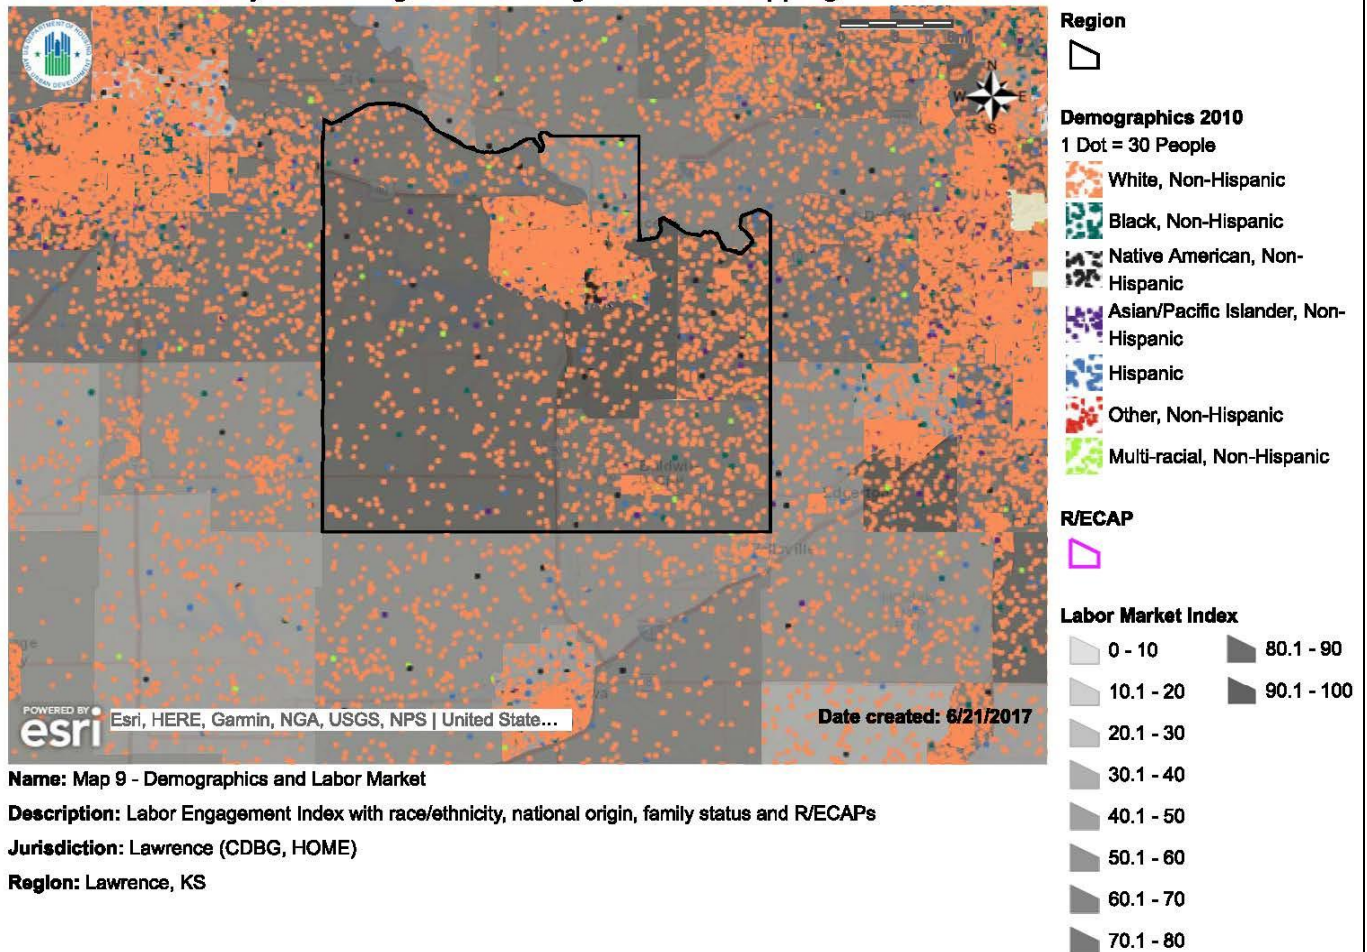 Region
Demographics 2010
1 Dot = 30 People
White, Non-Hispanic
Black, Non-Hispanic
Native American, Non-
Hispanic
Asian/Pacific Islander, Non-
Hispanic
Hispanic
Other, Non-Hispanic
Multi-racial, Non-Hispanic
R/ECAP
Labor Market Index
0 - 10
10.1 - 20
20.1 - 30
30.1 - 40
40.1 - 50
50.1 - 60
60.1 - 70
70.1 - 80
80.1 - 90
90.1 - 100
N
W E
S
Edgerton
POWERED BY
esri
Esri, HERE, Garmin, NGA, USGS, NPS | United State...
Date created: 6/21/2017
Name: Map 9 - Demographics and Labor Market
Description: Labor Engagement Index with race/ethnicity, national origin, family status and R/ECAPs
Jurisdiction: Lawrence (CDBG, HOME)
Region: Lawrence, KS